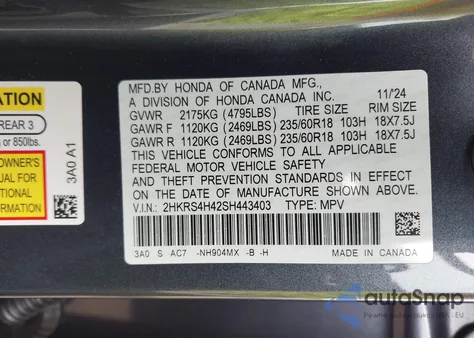 ATION
REAR 3
or 850lbs.
OWNER'S
MANUAL FOR
ADDITIONAL
INFORMATION
3A0 A1
MFD.BY HONDA OF CANADA MFG.,
A DIVISION OF HONDA CANADA INC. 11/24
GVWR 2175KG (4795LBS) TIRE SIZE RIM SIZE
GAWR F 1120KG (2469LBS) 235/60R18 103H 18X7.5J
GAWR R 1120KG (2469LBS) 235/60R18 103H 18X7.5J
THIS VEHICLE CONFORMS TO ALL APPLICABLE
FEDERAL MOTOR VEHICLE SAFETY
AND THEFT PREVENTION STANDARDS IN EFFECT
ON THE DATE OF MANUFACTURE SHOWN ABOVE.
V.I.N.: 2HKRS4H42SH443403 TYPE: MPV
3A0 S AC7 -NH904MX -B -H MADE IN CANADA
autoSnap